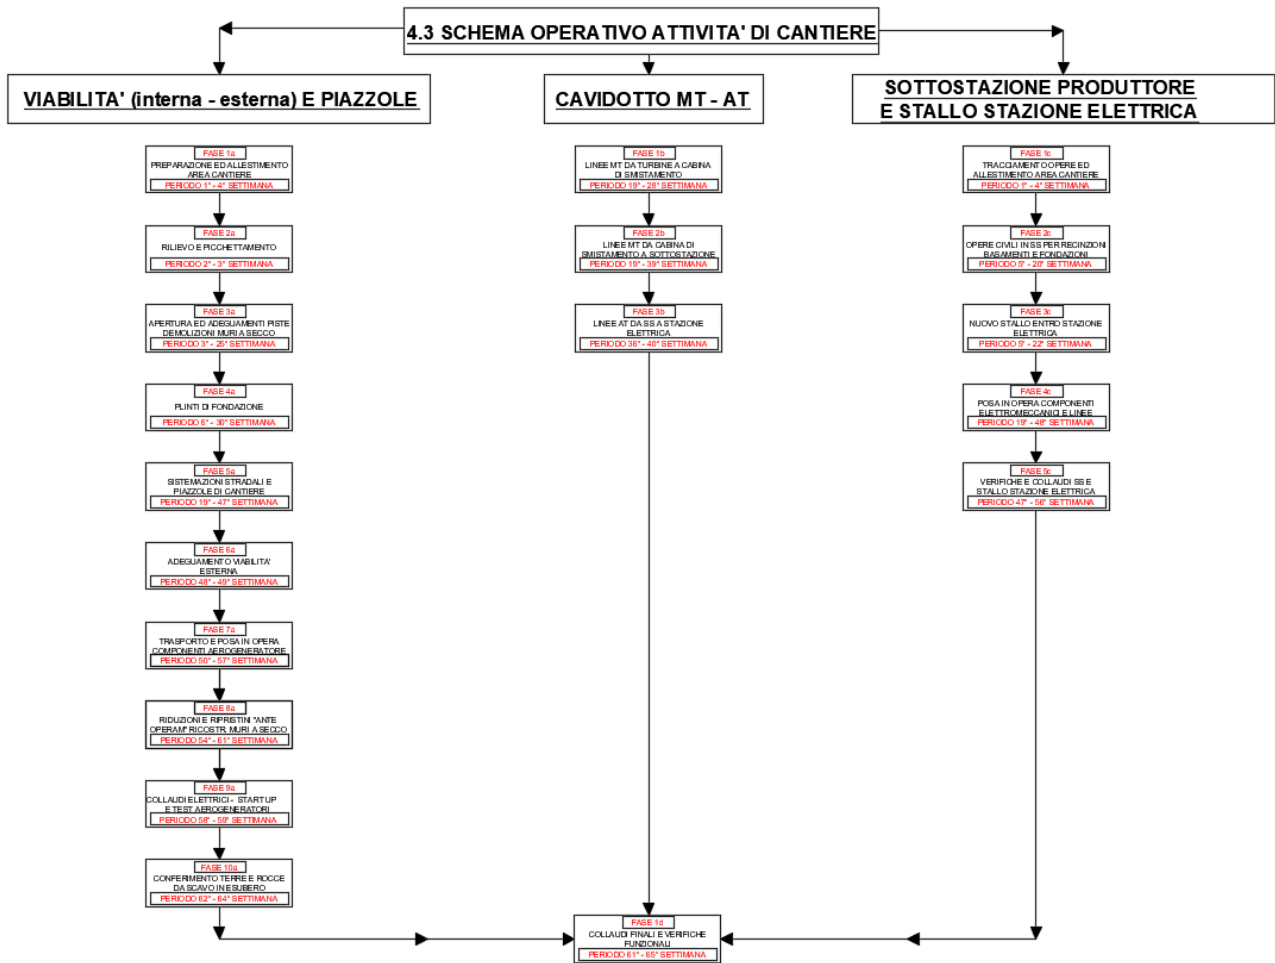 4.3 SCHEMA OPERATIVO ATTIVITA' DI CANTIERE
VIABILITA' (interna - esterna) E PIAZZOLE
FASE 1a
PREPARAZIONE ED ALLESTIMENTO
AREA CANTIERE
PERIODO 1° - 4° SETTIMANA
FASE 2a
RILIEVO E PICCHETTAMENTO
PERIODO 2° - 3° SETTIMANA
FASE 3a
APERTURA ED ADEGUAMENTI PISTE
DEMOLIZIONI MURI A SECCO
PERIODO 3° - 25° SETTIMANA
FASE 4a
PLINTI DI FONDAZIONE
PERIODO 6° - 30° SETTIMANA
FASE 5a
SISTEMAZIONI STRADALI E
PIAZZOLE DI CANTIERE
PERIODO 19° - 47° SETTIMANA
FASE 6a
ADEGUAMENTO VIABILITA'
ESTERNA
PERIODO 48° - 49° SETTIMANA
FASE 7a
TRASPORTO E POSA IN OPERA
COMPONENTI AEROGENERATORE
PERIODO 50° - 57° SETTIMANA
FASE 8a
RIDUZIONI E RIPRISTINI "ANTE
OPERAM" RICOSTR. MURI A SECCO
PERIODO 54° - 61° SETTIMANA
FASE 9a
COLLAUDI ELETTRICI - START UP
E TEST AEROGENERATORI
PERIODO 58° - 59° SETTIMANA
FASE 10a
CONFERIMENTO TERRE E ROCCE
DA SCAVO IN ESUBERO
PERIODO 62° - 64° SETTIMANA
CAVIDOTTO MT - AT
FASE 1b
LINEE MT DA TURBINE A CABINA
DI SMISTAMENTO
PERIODO 19° - 28° SETTIMANA
FASE 2b
LINEE MT DA CABINA DI
SMISTAMENTO A SOTTOSTAZIONE
PERIODO 19° - 39° SETTIMANA
FASE 3b
LINEE AT DA SS A STAZIONE
ELETTRICA
PERIODO 36° - 40° SETTIMANA
SOTTOSTAZIONE PRODUTTORE
E STALLO STAZIONE ELETTRICA
FASE 1c
TRACCIAMENTO OPERE ED
ALLESTIMENTO AREA CANTIERE
PERIODO 1° - 4° SETTIMANA
FASE 2c
OPERE CIVILI IN SS PER RECINZIONI
BASAMENTI E FONDAZIONI
PERIODO 5° - 20° SETTIMANA
FASE 3c
NUOVO STALLO ENTRO STAZIONE
ELETTRICA
PERIODO 5° - 22° SETTIMANA
FASE 4c
POSA IN OPERA COMPONENTI
ELETTROMECCANICI E LINEE
PERIODO 19° - 48° SETTIMANA
FASE 5c
VERIFICHE E COLLAUDI SS E
STALLO STAZIONE ELETTRICA
PERIODO 47° - 56° SETTIMANA
FASE 1d
COLLAUDI FINALI E VERIFICHE
FUNZIONALI
PERIODO 61° - 65° SETTIMANA